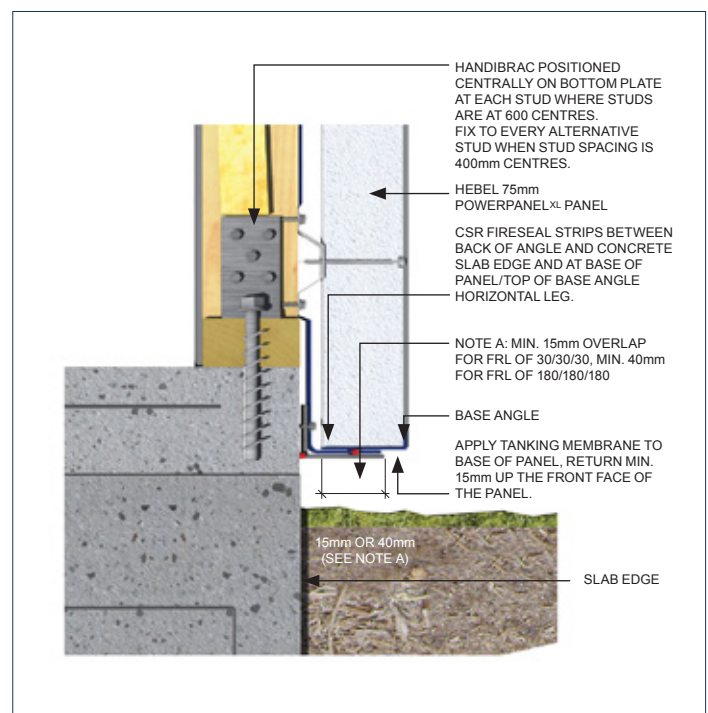 HANDIBRAC POSITIONED
CENTRALLY ON BOTTOM PLATE
AT EACH STUD WHERE STUDS
ARE AT 600 CENTRES.
FIX TO EVERY ALTERNATIVE
STUD WHEN STUD SPACING IS
400mm CENTRES.
HEBEL 75mm
POWERPANELXL PANEL
CSR FIRESEAL STRIPS BETWEEN
BACK OF ANGLE AND CONCRETE
SLAB EDGE AND AT BASE OF
PANEL/TOP OF BASE ANGLE
HORIZONTAL LEG.
NOTE A: MIN. 15mm OVERLAP
FOR FRL OF 30/30/30, MIN. 40mm
FOR FRL OF 180/180/180
BASE ANGLE
APPLY TANKING MEMBRANE TO
BASE OF PANEL, RETURN MIN.
15mm UP THE FRONT FACE OF
THE PANEL.
15mm OR 40mm
(SEE NOTE A)
SLAB EDGE